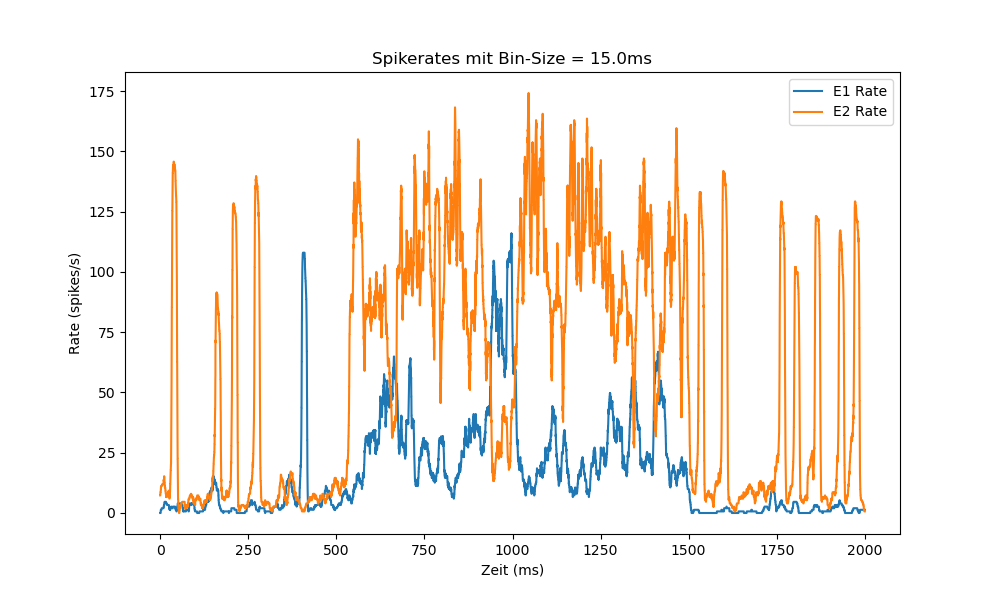 Spikerates mit Bin-Size = 15.0ms
E1 Rate
E2 Rate
175
150
125
100
75
50
25
0
Rate (spikes/s)
0 250 500 750 1000 1250 1500 1750 2000
Zeit (ms)